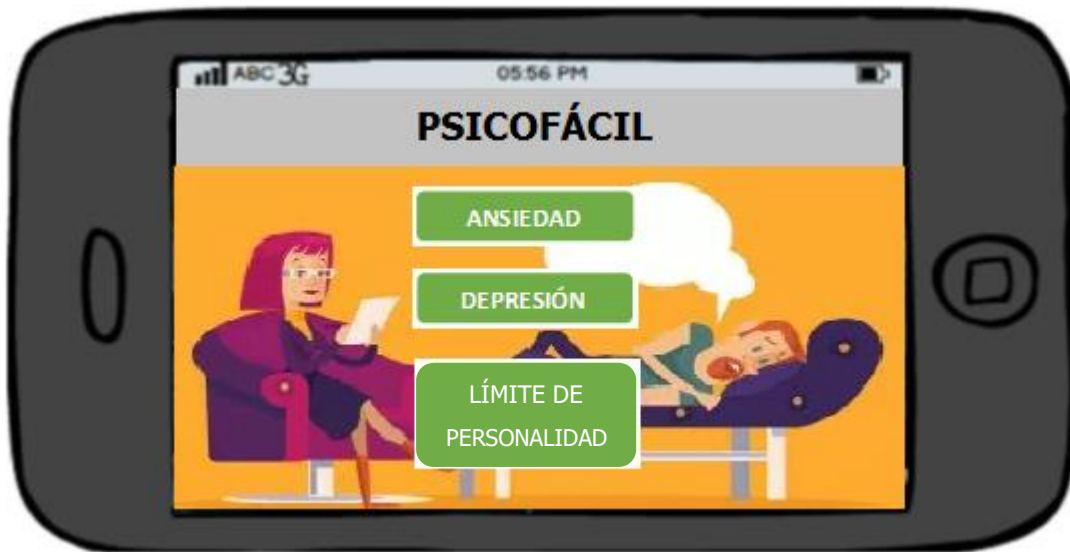 ABC 3G 05:56 PM
PSICOFÁCIL
ANSIEDAD
DEPRESIÓN
LÍMITE DE
PERSONALIDAD